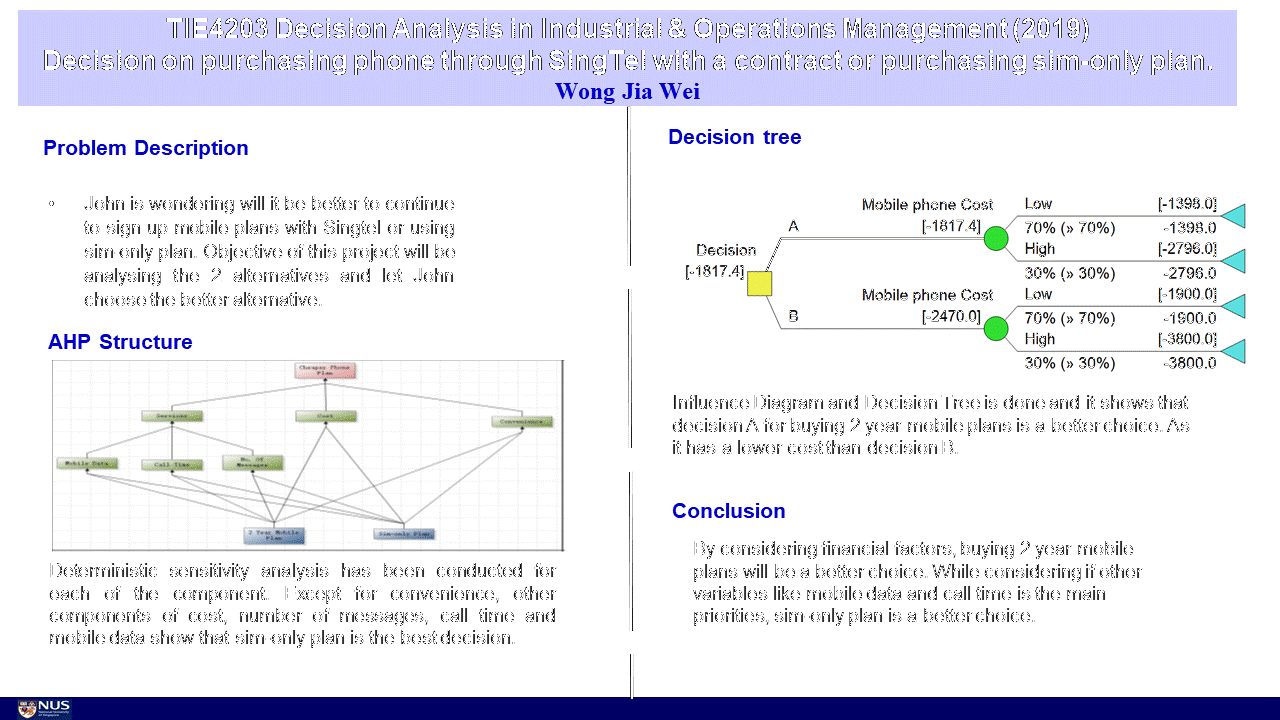 TIE4203 Decision Analysis in Industrial & Operations Management (2019)
Decision on purchasing phone through SingTel with a contract or purchasing sim-only plan.
Wong Jia Wei
Problem Description
• John is wondering will it be better to continue
to sign up mobile plans with Singtel or using
sim only plan. Objective o this project will be
analysing the 2 alternatives and let John
choose the better alternative.
AHP Structure
Cheaper Phone
Plan
Services
Cost
Convenience
Mobile Data
Call Time
No. Of
Messages
2 Year Mobile
Plan
Sim-only Plan
Deterministic sensitivity analysis has been conducted for
each of the component. Except for convenience, other
components of cost, number of messages, call time and
mobile data show that sim-only plan is the best decision.
Decision tree
Decision
[-1817.4]
A
Mobile phone Cost
[-1817.4]
Low [-1398.0]
70% (» 70%) -1398.0
High [-2796.0]
30% (» 30%) -2796.0
B
Mobile phone Cost
[-2470.0]
Low [-1900.0]
70% (» 70%) -1900.0
High [-3800.0]
30% (» 30%) -3800.0
Influence Diagram and Decision Tree is done and it shows that
decision A for buying 2 year mobile plans is a better choice. As
it has a lower cost than decision B.
Conclusion
By considering financial factors, buying 2 year mobile
plans will be a better choice. While considering if other
variables like mobile data and call time is the main
priorities, sim-only plan is a better choice.
NUS
National University
of Singapore